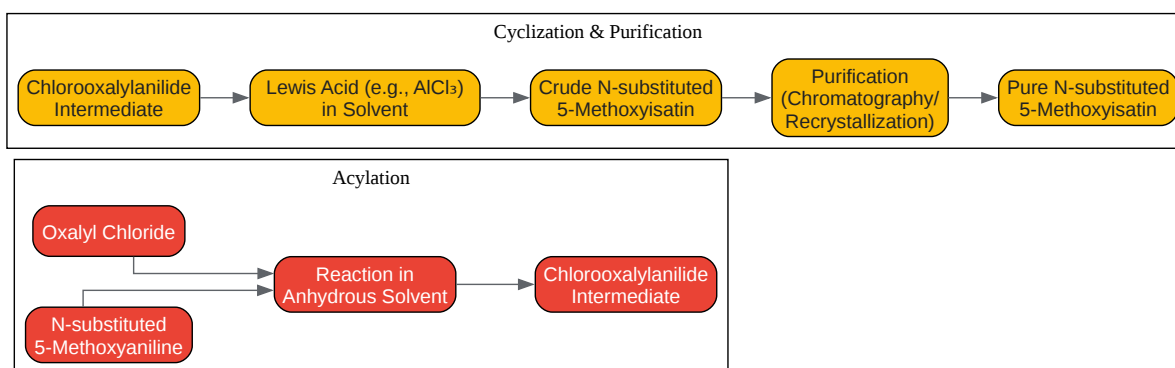 Cyclization & Purification
Chlorooxalylanilide
Intermediate
Lewis Acid (e.g., AlCl₃)
in Solvent
Crude N-substituted
5-Methoxyisatin
Purification
(Chromatography/
Recrystallization)
Pure N-substituted
5-Methoxyisatin
Acylation
Oxalyl Chloride
N-substituted
5-Methoxyaniline
Reaction in
Anhydrous Solvent
Chlorooxalylanilide
Intermediate